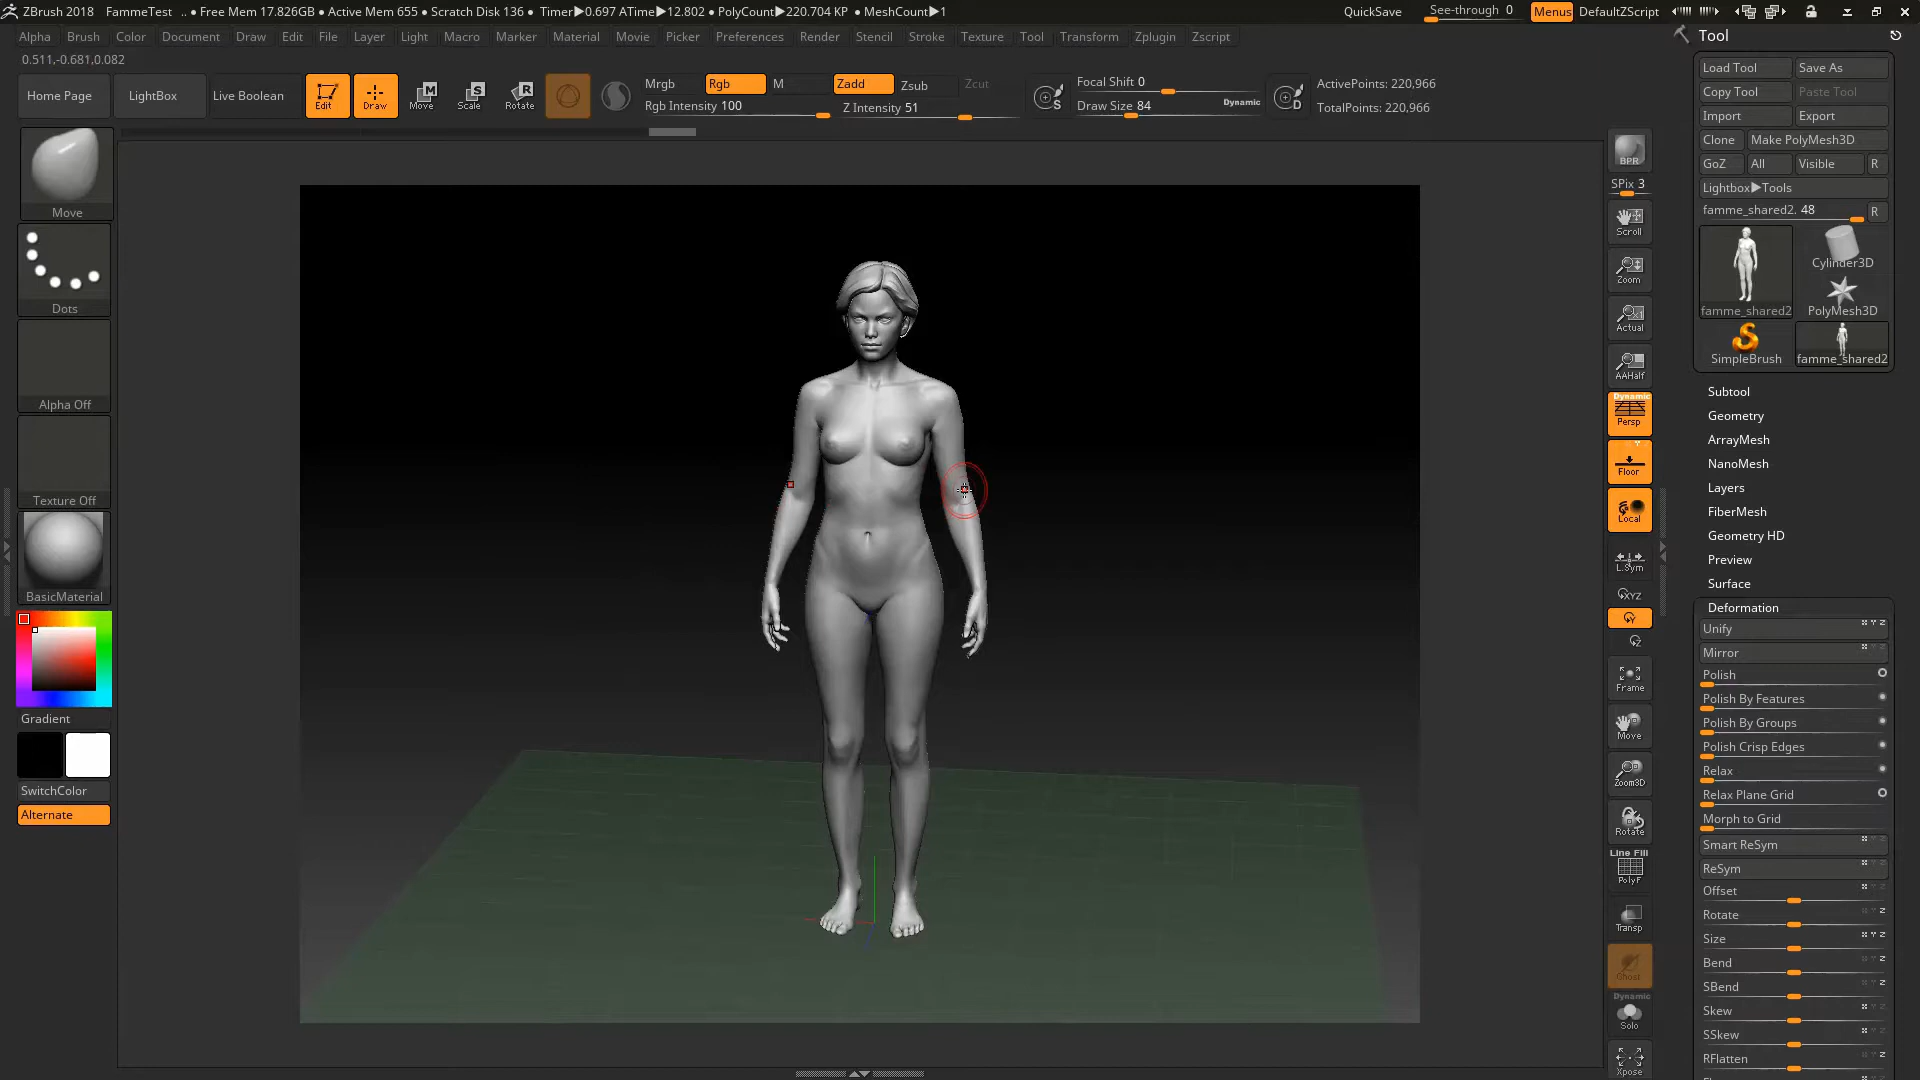 ZBrush 2018 FammeTest .. ● Free Mem 17.826GB ● Active Mem 655 ● Scratch Disk 136 ● Timer▶0.697 ATime▶12.802 ● PolyCount▶220.704 KP ● MeshCount▶1 QuickSave See-through 0 Menus DefaultZScript
Alpha Brush Color Document Draw Edit File Layer Light Macro Marker Material Movie Picker Preferences Render Stencil Stroke Texture Tool Transform Zplugin Zscript
0.511,-0.681,0.082
Home Page LightBox Live Boolean Edit Draw Move Scale Rotate
Mrgb Rgb M Zadd Zsub Zcut
Rgb Intensity 100 Z Intensity 51
Focal Shift 0
Draw Size 84 Dynamic
ActivePoints: 220,966
TotalPoints: 220,966
Move
Dots
Alpha Off
Texture Off
BasicMaterial
Gradient
SwitchColor
Alternate
BPR
SPix 3
Scroll
Zoom
Actual
AAHalf
Dynamic
Persp
Floor
Local
L.Sym
XYZ
Y
Z
Frame
Move
Zoom3D
Rotate
Line Fill
PolyF
Transp
Ghost
Dynamic
Solo
Xpose
Tool
Load Tool Save As
Copy Tool Paste Tool
Import Export
Clone Make PolyMesh3D
GoZ All Visible R
Lightbox▶Tools
famme_shared2. 48 R
Cylinder3D
famme_shared2 PolyMesh3D
SimpleBrush famme_shared2
Subtool
Geometry
ArrayMesh
NanoMesh
Layers
FiberMesh
Geometry HD
Preview
Surface
Deformation
Unify
Mirror
Polish
Polish By Features
Polish By Groups
Polish Crisp Edges
Relax
Relax Plane Grid
Morph to Grid
Smart ReSym
ReSym
Offset
Rotate
Size
Bend
SBend
Skew
SSkew
RFlatten